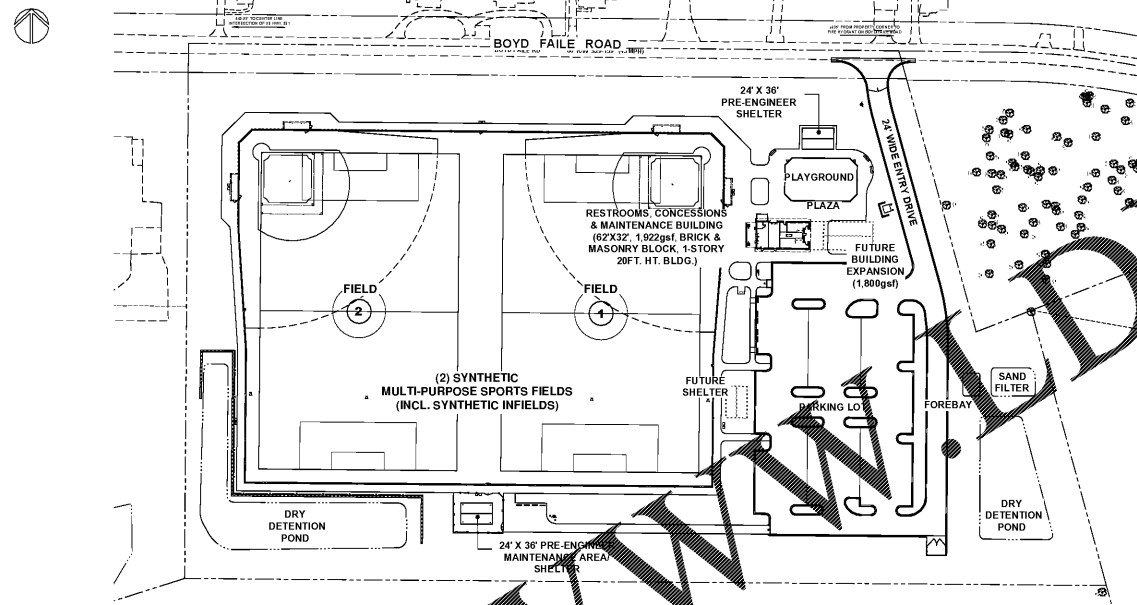 BOYD FAILE ROAD
24' X 36'
PRE-ENGINEER
SHELTER
24' WIDE ENTRY DRIVE
PLAYGROUND
PLAZA
RESTROOMS, CONCESSIONS
& MAINTENANCE BUILDING
(62'X32', 1,922gsf, BRICK &
MASONRY BLOCK, 1-STORY
20FT. HT. BLDG.)
FUTURE
BUILDING
EXPANSION
(1,800gsf)
FIELD
2
FIELD
1
(2) SYNTHETIC
MULTI-PURPOSE SPORTS FIELDS
(INCL. SYNTHETIC INFIELDS)
FUTURE
SHELTER
PARKING LOT
FOREBAY
SAND
FILTER
DRY
DETENTION
POND
DRY
DETENTION
POND
24' X 36' PRE-ENGINEER
MAINTENANCE AREA/
SHELTER
WW.LD